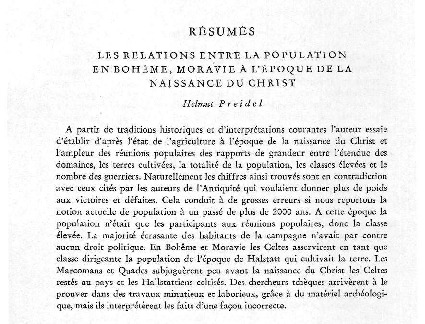 RÉSUMÉS
LES RELATIONS ENTRE LA POPULATION
EN BOHÊME, MORAVIE À L'ÉPOQUE DE LA
NAISSANCE DU CHRIST
Helmut Preidel
A partir de traditions historiques et d'interprétations courantes l'auteur essaie
d'établir d'après l'état de l'agriculture à l'époque de la naissance du Christ et
l'ampleur des réunions populaires des rapports de grandeur entre l'étendue des
domaines, les terres cultivées, la totalité de la population, les classes élevées et le
nombre des guerriers. Naturellement les chiffres ainsi trouvés sont en contradiction
avec ceux cités par les auteurs de l'Antiquité qui voulaient donner plus de poids
aux victoires et défaites. Cela conduit à de grosses erreurs si nous reportons la
notion actuelle de population à un passé de plus de 2000 ans. A cette époque la
population n'était que les participants aux réunions populaires, donc la classe
élevée. La majorité écrasante des habitants de la campagne n'avait par contre
aucun droit politique. En Bohême et Moravie les Celtes asservirent en tant que
classe dirigeante la population de l'époque de Halstatt qui cultivait la terre. Les
Marcomans et Quades subjuguèrent peu avant la naissance du Christ les Celtes
restés au pays et les Hallstattiens celtisés. Des chercheurs tchèques arrivèrent à le
prouver dans des travaux minutieux et laborieux, grâce à du matériel archéologi-
que, mais ils interprétèrent les faits d'une façon incorrecte.